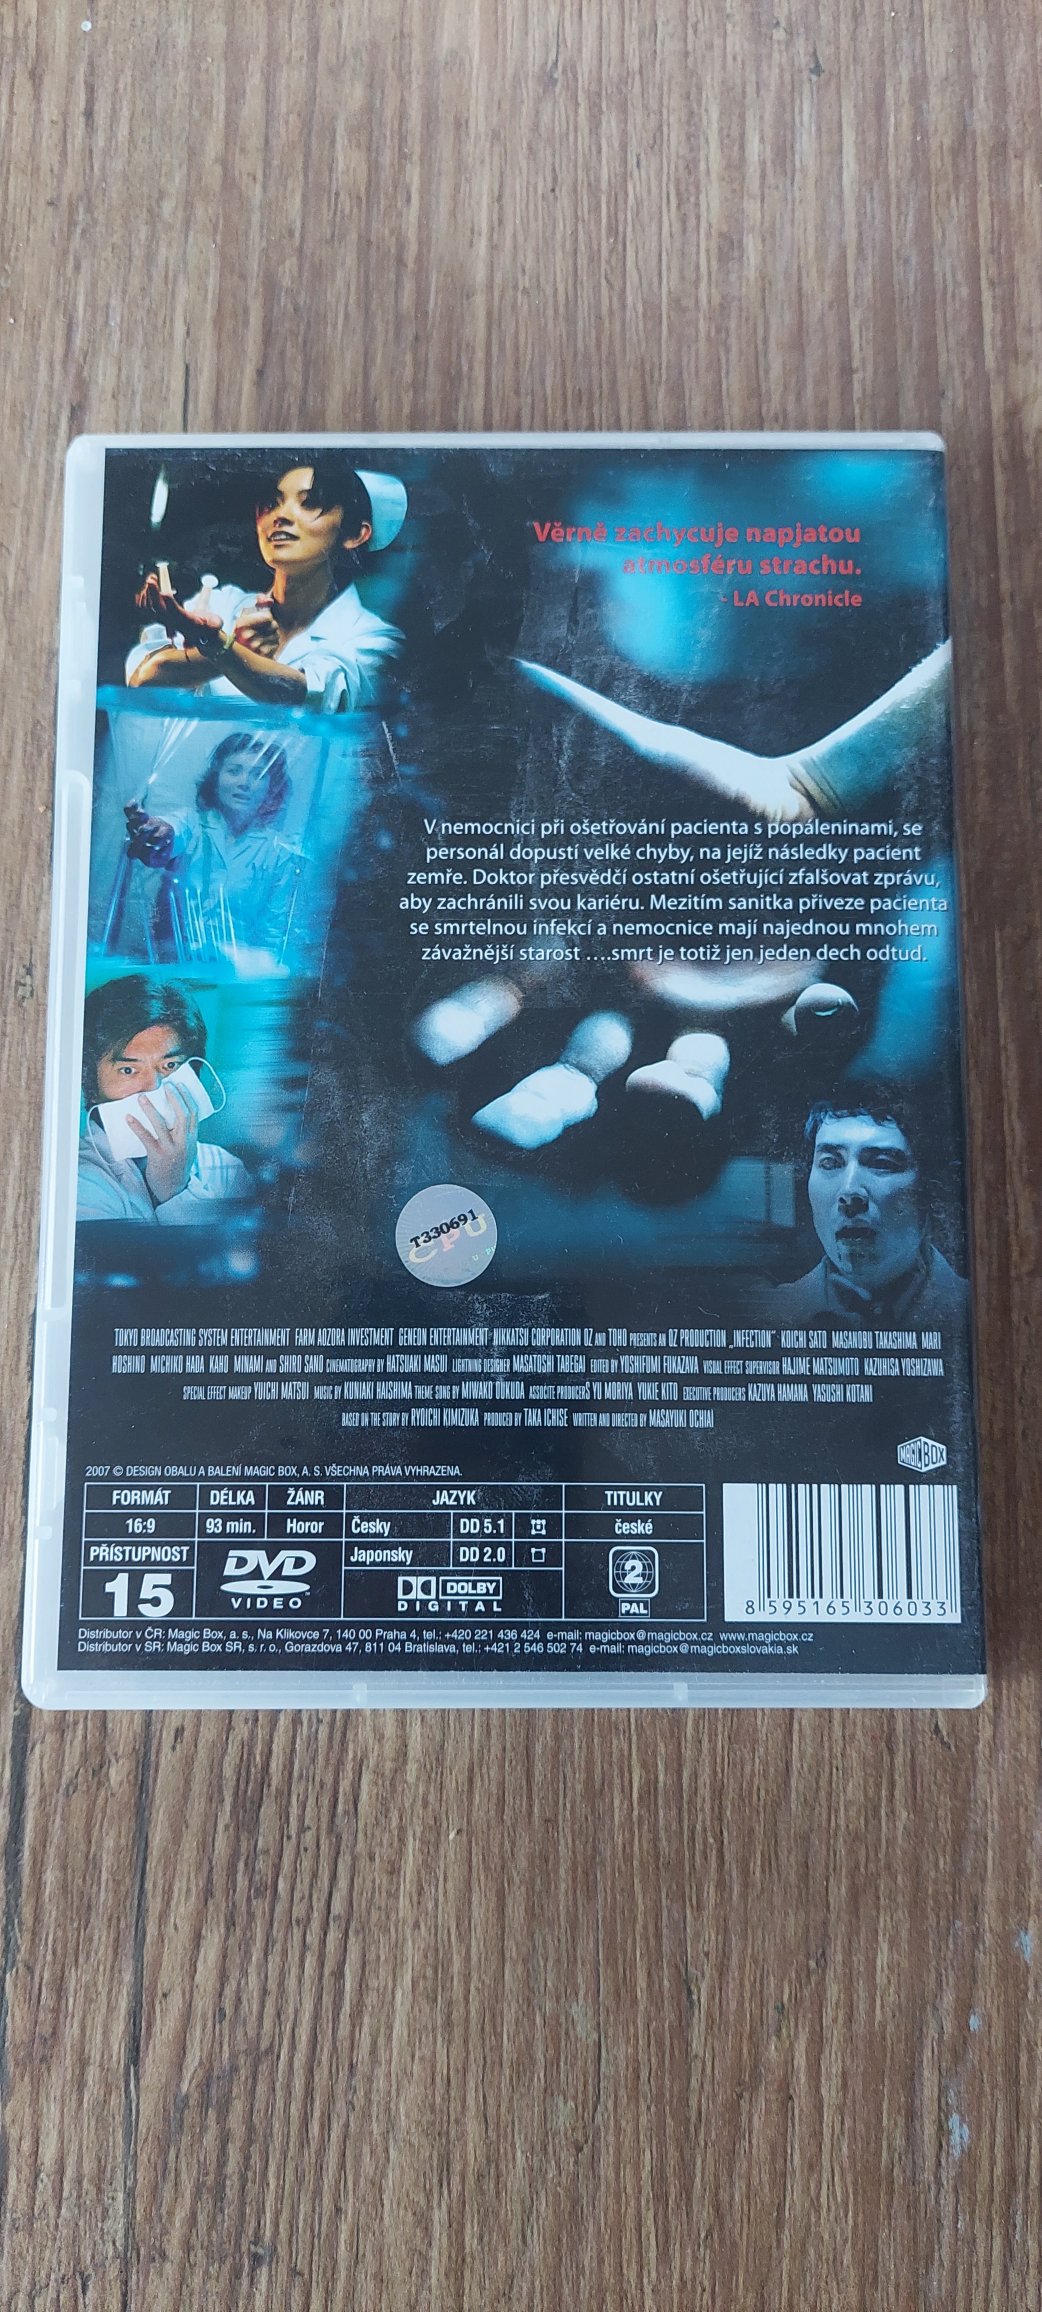 Věrně zachycuje napjatou
atmosféru strachu.
- LA Chronicle
V nemocnici při ošetřování pacienta s popáleninami, se
personál dopustí velké chyby, na jejíž následky pacient
zemře. Doktor přesvědčí ostatní ošetřující zfalšovat zprávu,
aby zachránili svou kariéru. Mezitím sanitka přiveze pacienta
se smrtelnou infekcí a nemocnice mají najednou mnohem
závažnější starost ….smrt je totiž jen jeden dech odtud.
T330691
CPU
TOKYO BROADCASTING SYSTEM ENTERTAINMENT FARM AOZORA INVESTMENT GENEON ENTERTAINMENT NIKKATSU CORPORATION OZ AND TOHO PRESENTS AN OZ PRODUCTION „INFECTION" KOICHI SATO MASANOBU TAKASHIMA MARI
HOSHINO MICHIKO HADA KAHO MINAMI AND SHIRO SANO CINEMATOGRAPHY BY HATSUAKI MASUI LIGHTNING DESIGNER MASATOSHI TABEGAI EDITED BY YOSHIFUMI FUKAZAVA VISUAL EFFECT SUPERVISOR HAJIME MATSUMOTO KAZUHISA YOSHIZAWA
SPECIAL EFFECT MAKEUP YUICHI MATSUI MUSIC BY KUNIAKI HAISHIMA THEME SONG BY MIWAKO OUKUDA ASSOCIATE PRODUCERS YU MORIYA YUKIE KITO EXECUTIVE PRODUCERS KAZUYA HAMANA YASUSHI KOTANI
BASED ON THE STORY BY RYOICHI KIMIZUKA PRODUCED BY TAKA ICHISE WRITTEN AND DIRECTED BY MASAYUKI OCHIAI
MAGIC BOX
2007 © DESIGN OBALU A BALENÍ MAGIC BOX, A. S. VŠECHNA PRÁVA VYHRAZENA.
FORMÁT DÉLKA ŽÁNR JAZYK TITULKY
16:9 93 min. Horor Česky DD 5.1 české
PŘÍSTUPNOST Japonsky DD 2.0
15 DVD VIDEO DOLBY DIGITAL 2 PAL
8 595165 306033
Distributor v ČR: Magic Box, a. s., Na Klikovce 7, 140 00 Praha 4, tel.: +420 221 436 424 e-mail: magicbox@magicbox.cz www.magicbox.cz
Distributor v SR: Magic Box SR, s. r. o., Gorazdova 47, 811 04 Bratislava, tel.: +421 2 546 502 74 e-mail: magicbox@magicboxslovakia.sk